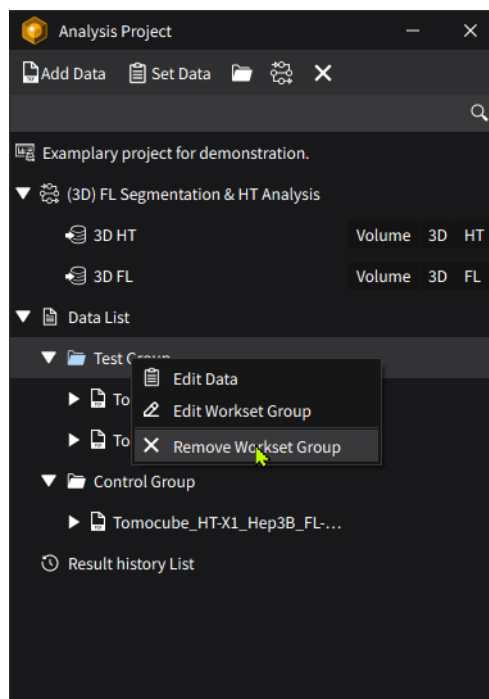 Analysis Project
Add Data Set Data
Examplary project for demonstration.
(3D) FL Segmentation & HT Analysis
3D HT Volume 3D HT
3D FL Volume 3D FL
Data List
Test Group
Edit Data
To
Edit Workset Group
To
Remove Workset Group
Control Group
Tomocube_HT-X1_Hep3B_FL-...
Result history List